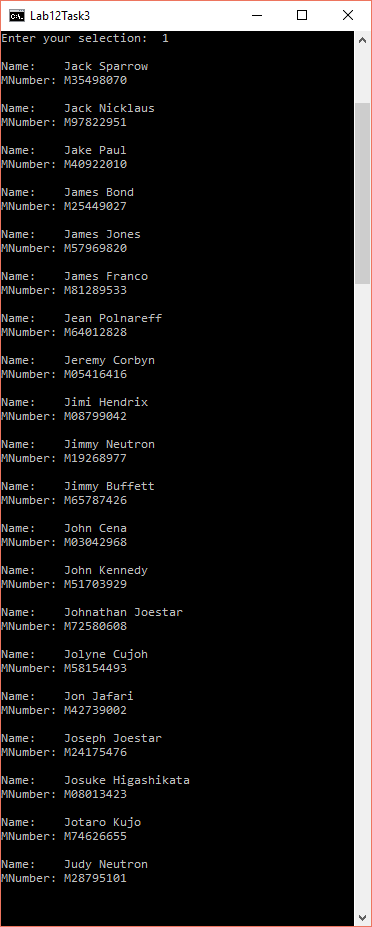 Lab12Task3
Enter your selection:  1
Name:    Jack Sparrow
MNumber: M35498070
Name:    Jack Nicklaus
MNumber: M97822951
Name:    Jake Paul
MNumber: M40922010
Name:    James Bond
MNumber: M25449027
Name:    James Jones
MNumber: M57969820
Name:    James Franco
MNumber: M81289533
Name:    Jean Polnareff
MNumber: M64012828
Name:    Jeremy Corbyn
MNumber: M05416416
Name:    Jimi Hendrix
MNumber: M08799042
Name:    Jimmy Neutron
MNumber: M19268977
Name:    Jimmy Buffett
MNumber: M65787426
Name:    John Cena
MNumber: M03042968
Name:    John Kennedy
MNumber: M51703929
Name:    Johnathan Joestar
MNumber: M72580608
Name:    Jolyne Cujoh
MNumber: M58154493
Name:    Jon Jafari
MNumber: M42739002
Name:    Joseph Joestar
MNumber: M24175476
Name:    Josuke Higashikata
MNumber: M08013423
Name:    Jotaro Kujo
MNumber: M74626655
Name:    Judy Neutron
MNumber: M28795101